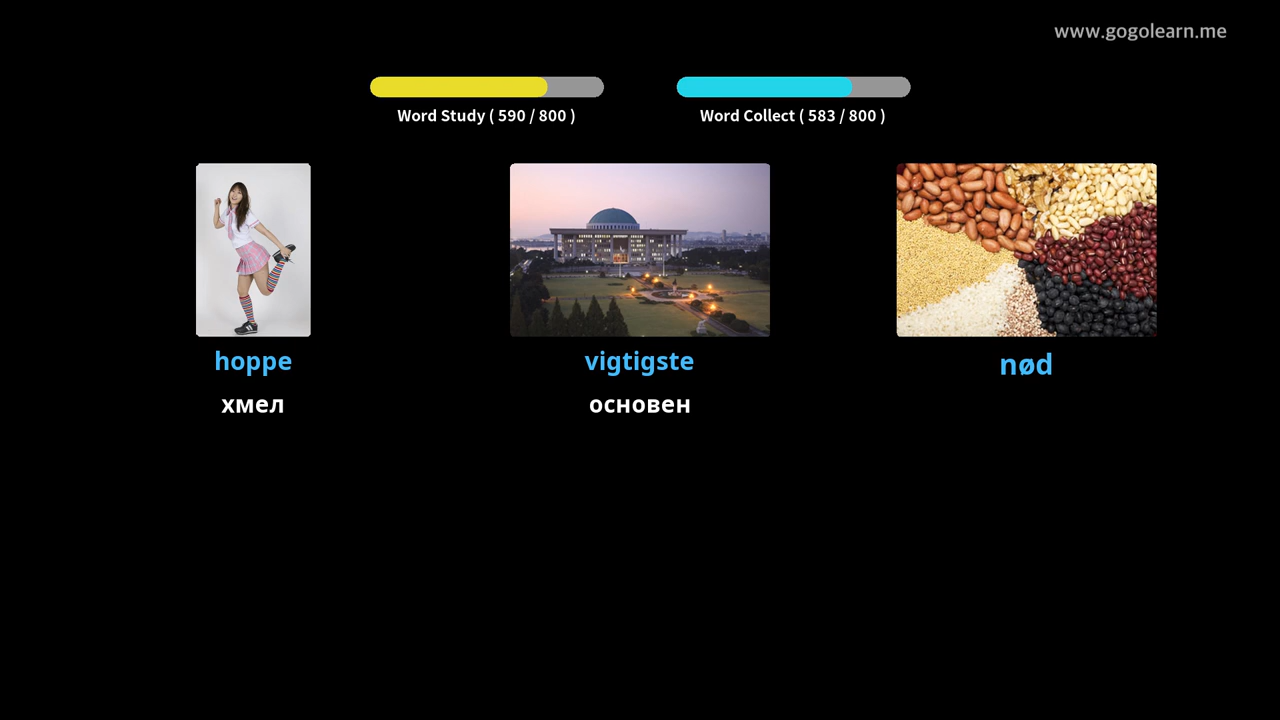 www.gogolearn.me
Word Study ( 590 / 800 )
Word Collect ( 583 / 800 )
hoppe
vigtigste
nød
хмел
основен